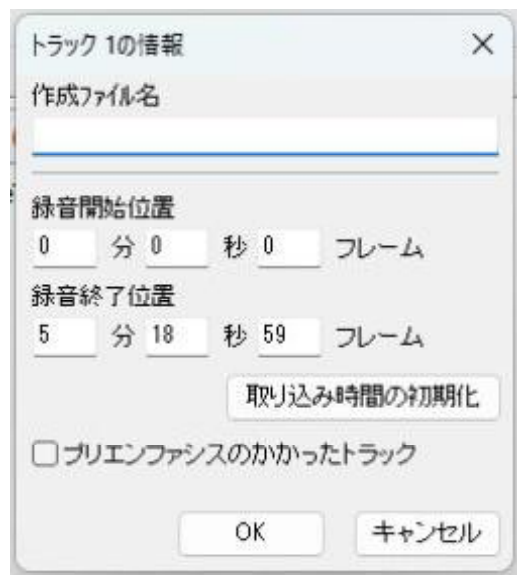 トラック 1の情報
作成ファイル名
録音開始位置
0 分 0 秒 0 フレーム
録音終了位置
5 分 18 秒 59 フレーム
取り込み時間の初期化
プリエンファシスのかかったトラック
OK キャンセル